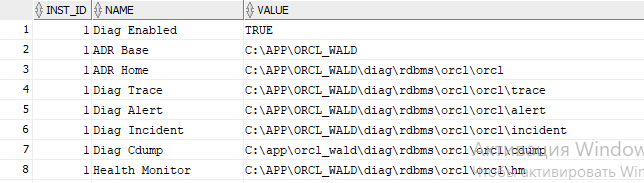 INST_ID NAME VALUE
1 1 Diag Enabled TRUE
2 1 ADR Base C:\APP\ORCL_WALD
3 1 ADR Home C:\APP\ORCL_WALD\diag\rdbms\orcl\orcl
4 1 Diag Trace C:\APP\ORCL_WALD\diag\rdbms\orcl\orcl\trace
5 1 Diag Alert C:\APP\ORCL_WALD\diag\rdbms\orcl\orcl\alert
6 1 Diag Incident C:\APP\ORCL_WALD\diag\rdbms\orcl\orcl\incident
7 1 Diag Cdump C:\app\orcl_wald\diag\rdbms\orcl\orcl\cdump
Активация Window
8 1 Health Monitor C:\APP\ORCL_WALD\diag\rdbms\orcl\orcl\hm
Чтобы активировать Win